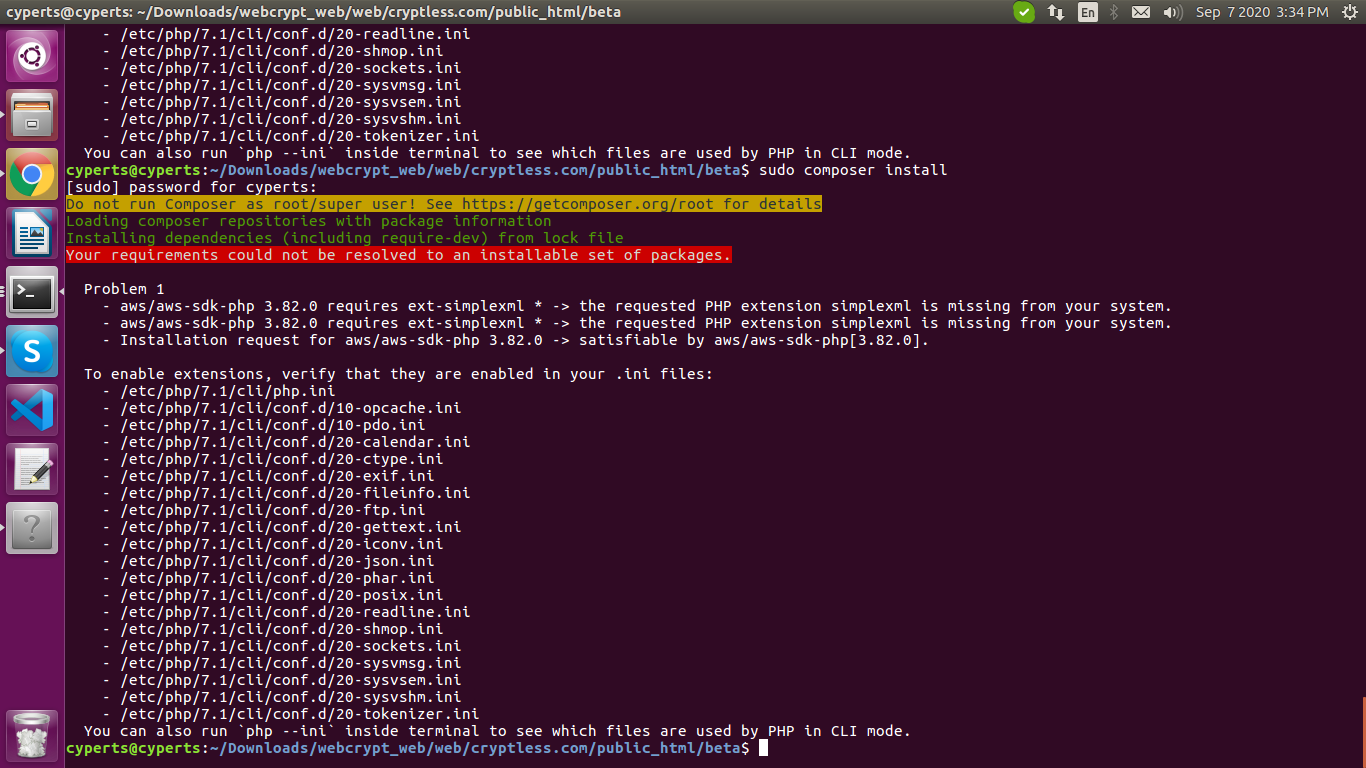 cyperts@cyperts: ~/Downloads/webcrypt_web/web/cryptless.com/public_html/beta
En
Sep 7 2020 3:34 PM
- /etc/php/7.1/cli/conf.d/20-readline.ini
- /etc/php/7.1/cli/conf.d/20-shmop.ini
- /etc/php/7.1/cli/conf.d/20-sockets.ini
- /etc/php/7.1/cli/conf.d/20-sysvmsg.ini
- /etc/php/7.1/cli/conf.d/20-sysvsem.ini
- /etc/php/7.1/cli/conf.d/20-sysvshm.ini
- /etc/php/7.1/cli/conf.d/20-tokenizer.ini
You can also run `php --ini` inside terminal to see which files are used by PHP in CLI mode.
cyperts@cyperts:~/Downloads/webcrypt_web/web/cryptless.com/public_html/beta$ sudo composer install
[sudo] password for cyperts:
Do not run Composer as root/super user! See https://getcomposer.org/root for details
Loading composer repositories with package information
Installing dependencies (including require-dev) from lock file
Your requirements could not be resolved to an installable set of packages.
Problem 1
- aws/aws-sdk-php 3.82.0 requires ext-simplexml * -> the requested PHP extension simplexml is missing from your system.
- aws/aws-sdk-php 3.82.0 requires ext-simplexml * -> the requested PHP extension simplexml is missing from your system.
- Installation request for aws/aws-sdk-php 3.82.0 -> satisfiable by aws/aws-sdk-php[3.82.0].
To enable extensions, verify that they are enabled in your .ini files:
- /etc/php/7.1/cli/php.ini
- /etc/php/7.1/cli/conf.d/10-opcache.ini
- /etc/php/7.1/cli/conf.d/10-pdo.ini
- /etc/php/7.1/cli/conf.d/20-calendar.ini
- /etc/php/7.1/cli/conf.d/20-ctype.ini
- /etc/php/7.1/cli/conf.d/20-exif.ini
- /etc/php/7.1/cli/conf.d/20-fileinfo.ini
- /etc/php/7.1/cli/conf.d/20-ftp.ini
- /etc/php/7.1/cli/conf.d/20-gettext.ini
- /etc/php/7.1/cli/conf.d/20-iconv.ini
- /etc/php/7.1/cli/conf.d/20-json.ini
- /etc/php/7.1/cli/conf.d/20-phar.ini
- /etc/php/7.1/cli/conf.d/20-posix.ini
- /etc/php/7.1/cli/conf.d/20-readline.ini
- /etc/php/7.1/cli/conf.d/20-shmop.ini
- /etc/php/7.1/cli/conf.d/20-sockets.ini
- /etc/php/7.1/cli/conf.d/20-sysvmsg.ini
- /etc/php/7.1/cli/conf.d/20-sysvsem.ini
- /etc/php/7.1/cli/conf.d/20-sysvshm.ini
- /etc/php/7.1/cli/conf.d/20-tokenizer.ini
You can also run `php --ini` inside terminal to see which files are used by PHP in CLI mode.
cyperts@cyperts:~/Downloads/webcrypt_web/web/cryptless.com/public_html/beta$